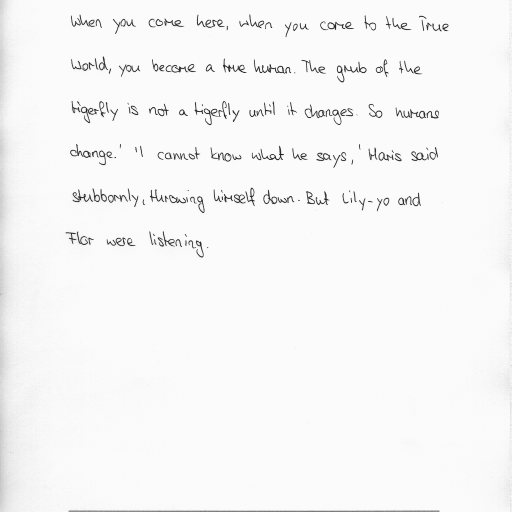 When you come here, when you come to the True
World, you become a true human. The grub of the
tigerfly is not a tigerfly until it changes. So humans
change.' 'I cannot know what he says,' Haris said
stubbornly, throwing himself down. But Lily-yo and
Flor were listening.